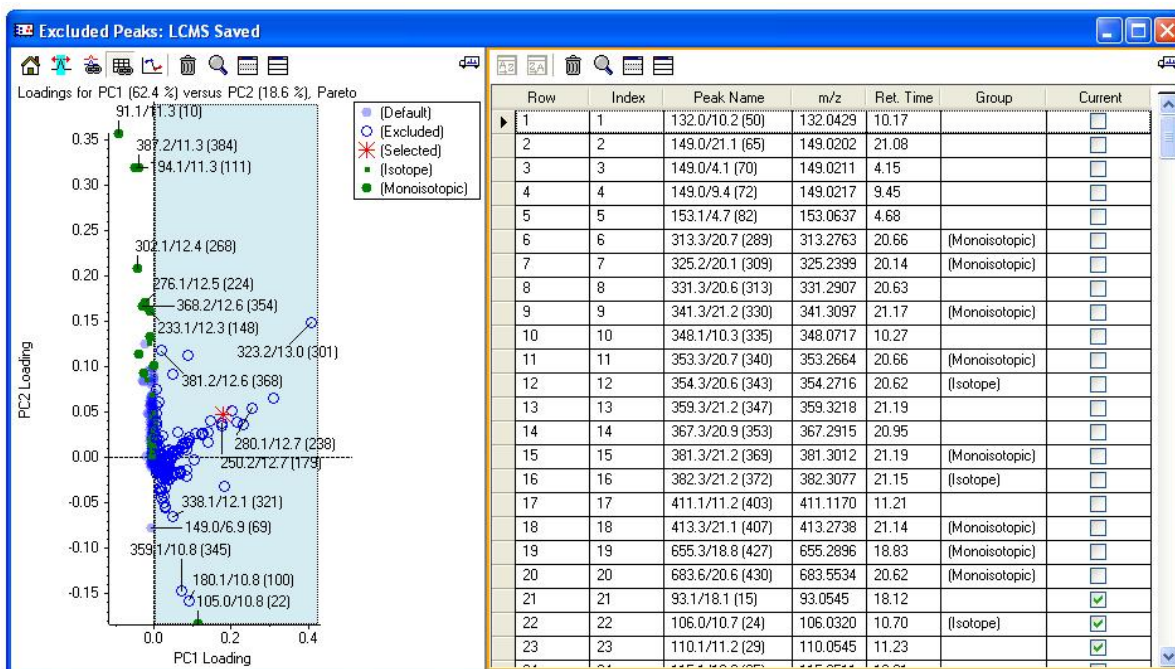 Excluded Peaks: LCMS Saved
Loadings for PC1 (62.4 %) versus PC2 (18.6 %), Pareto
91.1/11.3 (10)
387.2/11.3 (384)
194.1/11.3 (111)
302.1/12.4 (268)
276.1/12.5 (224)
368.2/12.6 (354)
233.1/12.3 (148)
323.2/13.0 (301)
381.2/12.6 (368)
280.1/12.7 (238)
250.2/12.7 (179)
338.1/12.1 (321)
149.0/6.9 (69)
359.1/10.8 (345)
180.1/10.8 (100)
105.0/10.8 (22)
(Default)
(Excluded)
(Selected)
(Isotope)
(Monoisotopic)
PC2 Loading
0.35
0.30
0.25
0.20
0.15
0.10
0.05
0.00
-0.05
-0.10
-0.15
0.0 0.2 0.4
PC1 Loading
Row Index Peak Name m/z Ret. Time Group Current
1 1 132.0/10.2 (50) 132.0429 10.17
2 2 149.0/21.1 (65) 149.0202 21.08
3 3 149.0/4.1 (70) 149.0211 4.15
4 4 149.0/9.4 (72) 149.0217 9.45
5 5 153.1/4.7 (82) 153.0637 4.68
6 6 313.3/20.7 (289) 313.2763 20.66 (Monoisotopic)
7 7 325.2/20.1 (309) 325.2399 20.14 (Monoisotopic)
8 8 331.3/20.6 (313) 331.2907 20.63
9 9 341.3/21.2 (330) 341.3097 21.17 (Monoisotopic)
10 10 348.1/10.3 (335) 348.0717 10.27
11 11 353.3/20.7 (340) 353.2664 20.66 (Monoisotopic)
12 12 354.3/20.6 (343) 354.2716 20.62 (Isotope)
13 13 359.3/21.2 (347) 359.3218 21.19
14 14 367.3/20.9 (353) 367.2915 20.95
15 15 381.3/21.2 (369) 381.3012 21.19 (Monoisotopic)
16 16 382.3/21.2 (372) 382.3077 21.15 (Isotope)
17 17 411.1/11.2 (403) 411.1170 11.21
18 18 413.3/21.1 (407) 413.2738 21.14 (Monoisotopic)
19 19 655.3/18.8 (427) 655.2896 18.83 (Monoisotopic)
20 20 683.6/20.6 (430) 683.5534 20.62 (Monoisotopic)
21 21 93.1/18.1 (15) 93.0545 18.12
22 22 106.0/10.7 (24) 106.0320 10.70 (Isotope)
23 23 110.1/11.2 (29) 110.0545 11.23